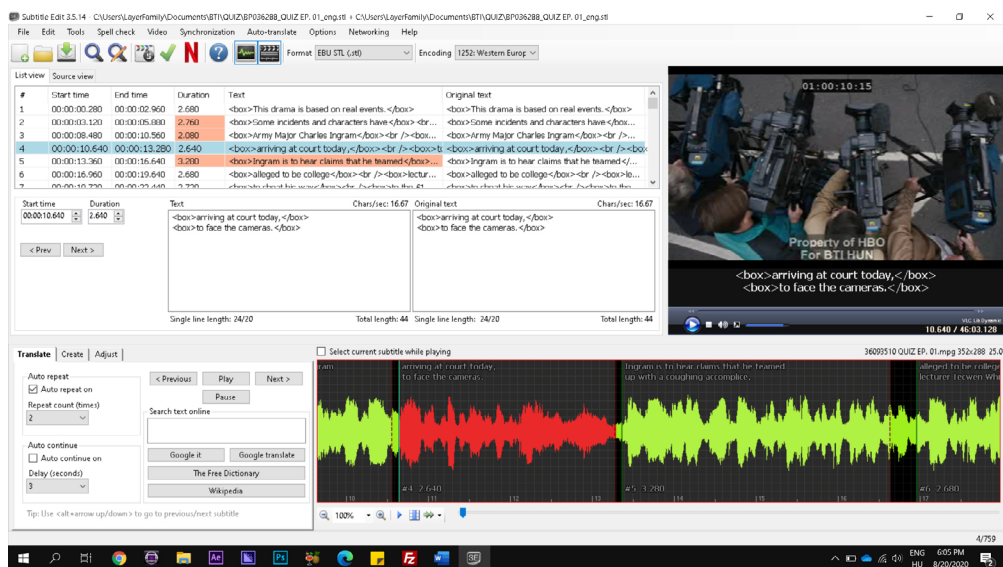 Subtitle Edit 3.5.14 - C:\Users\LayerFamily\Documents\BTI\QUIZ\BP036288_QUIZ EP. 01_eng.stl + C:\Users\LayerFamily\Documents\BTI\QUIZ\BP036288_QUIZ EP. 01_eng.stl
File Edit Tools Spell check Video Synchronization Auto-translate Options Networking Help
Format EBU STL (.stl) Encoding 1252: Western Europ
List view Source view
# Start time End time Duration Text Original text
1 00:00:00.280 00:00:02.960 2.680 <box>This drama is based on real events.</box> <box>This drama is based on real events.</box>
2 00:00:03.120 00:00:05.880 2.760 <box>Some incidents and characters have</box><br... <box>Some incidents and characters have</box>...
3 00:00:08.480 00:00:10.560 2.080 <box>Army Major Charles Ingram</box><br /><box... <box>Army Major Charles Ingram</box><br />...
4 00:00:10.640 00:00:13.280 2.640 <box>arriving at court today,</box><br /><box>to <box>arriving at court today,</box><br /><box
5 00:00:13.360 00:00:16.640 3.280 <box>Ingram is to hear claims that he teamed</box>... <box>Ingram is to hear claims that he teamed</...
6 00:00:16.960 00:00:19.640 2.680 <box>alleged to be college</box><br /><box>lectur... <box>alleged to be college</box><br /><box>le...
Start time Duration Text Chars/sec: 16.67 Original text Chars/sec: 16.67
00:00:10.640 2.640
<box>arriving at court today,</box> <box>arriving at court today,</box>
<box>to face the cameras.</box> <box>to face the cameras.</box>
< Prev Next >
Single line length: 24/20 Total length: 44 Single line length: 24/20 Total length: 44
01:00:10:15
Property of HBO
For BTI HUN
<box>arriving at court today,</box>
<box>to face the cameras.</box>
10.640 / 46:03.128
Translate Create Adjust
Auto repeat
Auto repeat on
Repeat count (times)
2
Auto continue
Auto continue on
Delay (seconds)
3
< Previous Play Next >
Pause
Search text online
Google it Google translate
The Free Dictionary
Wikipedia
Tip: Use <alt+arrow up/down> to go to previous/next subtitle
Select current subtitle while playing 36093510 QUIZ EP. 01.mpg 352x288 25.0
ram arriving at court today, Ingram is to hear claims that he teamed alleged to be colleg
to face the cameras. up with a coughing accomplice, lecturer Tecwen Whi
#4 2.640 #5 3.280 #6 2.680
10 11 12 13 14 15 16 17
100%
4/759
ENG 6:05 PM
HU 8/20/2020